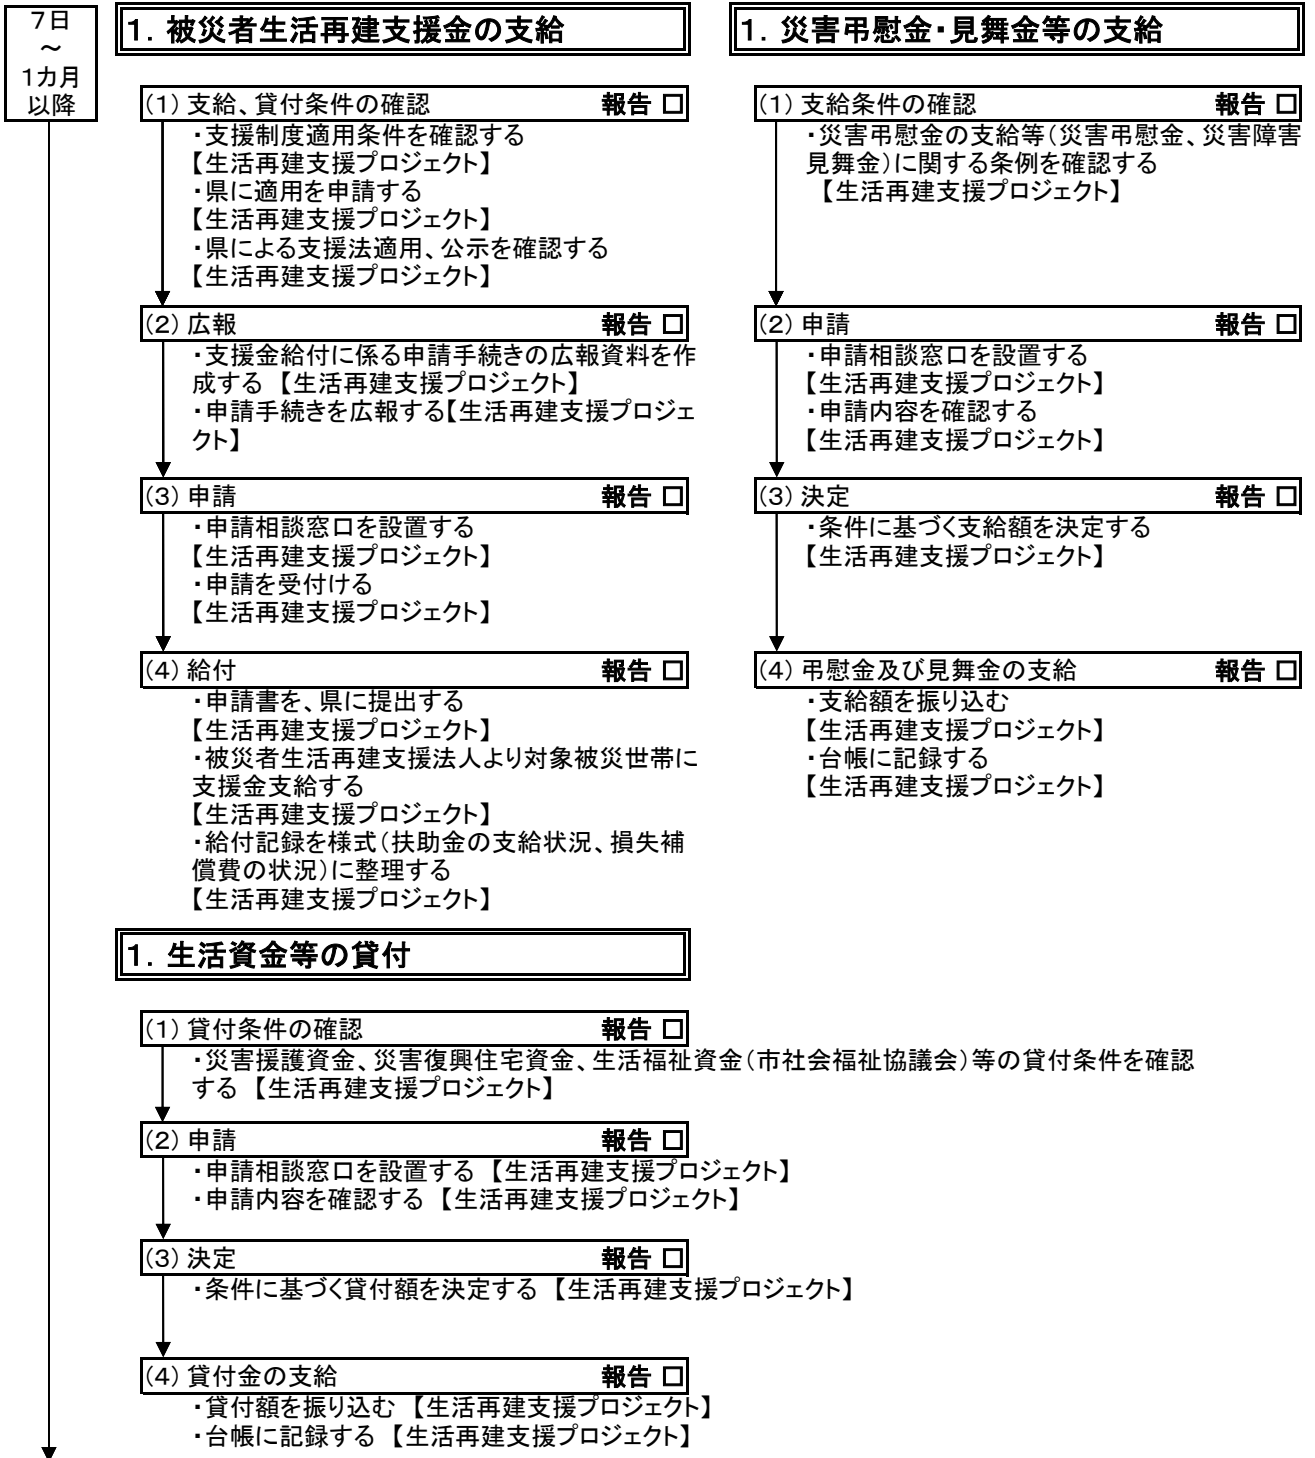 7日
～
1カ月
以降
1．被災者生活再建支援金の支給
(1) 支給、貸付条件の確認 報告 □
・支援制度適用条件を確認する
【生活再建支援プロジェクト】
・県に適用を申請する
【生活再建支援プロジェクト】
・県による支援法適用、公示を確認する
【生活再建支援プロジェクト】
(2) 広報 報告 □
・支援金給付に係る申請手続きの広報資料を作
成する 【生活再建支援プロジェクト】
・申請手続きを広報する【生活再建支援プロジェ
クト】
(3) 申請 報告 □
・申請相談窓口を設置する
【生活再建支援プロジェクト】
・申請を受付ける
【生活再建支援プロジェクト】
(4) 給付 報告 □
・申請書を、県に提出する
【生活再建支援プロジェクト】
・被災者生活再建支援法人より対象被災世帯に
支援金支給する
【生活再建支援プロジェクト】
・給付記録を様式（扶助金の支給状況、損失補
償費の状況）に整理する
【生活再建支援プロジェクト】
1．災害弔慰金・見舞金等の支給
(1) 支給条件の確認 報告 □
・災害弔慰金の支給等（災害弔慰金、災害障害
見舞金）に関する条例を確認する
【生活再建支援プロジェクト】
(2) 申請 報告 □
・申請相談窓口を設置する
【生活再建支援プロジェクト】
・申請内容を確認する
【生活再建支援プロジェクト】
(3) 決定 報告 □
・条件に基づく支給額を決定する
【生活再建支援プロジェクト】
(4) 弔慰金及び見舞金の支給 報告 □
・支給額を振り込む
【生活再建支援プロジェクト】
・台帳に記録する
【生活再建支援プロジェクト】
1．生活資金等の貸付
(1) 貸付条件の確認 報告 □
・災害援護資金、災害復興住宅資金、生活福祉資金（市社会福祉協議会）等の貸付条件を確認
する 【生活再建支援プロジェクト】
(2) 申請 報告 □
・申請相談窓口を設置する 【生活再建支援プロジェクト】
・申請内容を確認する 【生活再建支援プロジェクト】
(3) 決定 報告 □
・条件に基づく貸付額を決定する 【生活再建支援プロジェクト】
(4) 貸付金の支給 報告 □
・貸付額を振り込む 【生活再建支援プロジェクト】
・台帳に記録する 【生活再建支援プロジェクト】